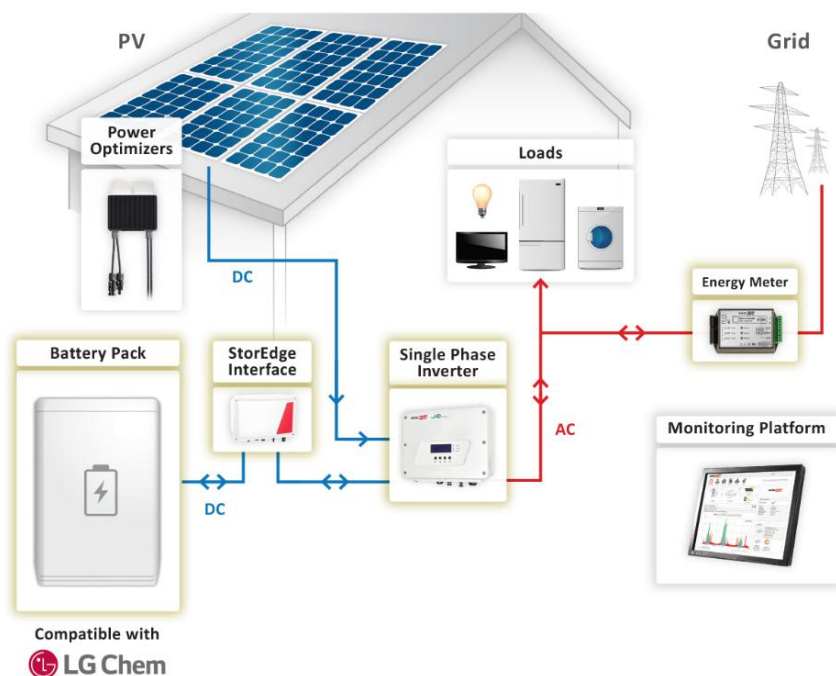 PV
Grid
Power
Optimizers
Loads
DC
Energy Meter
Battery Pack
StorEdge
Interface
Single Phase
Inverter
AC
Monitoring Platform
DC
Compatible with
LG Chem